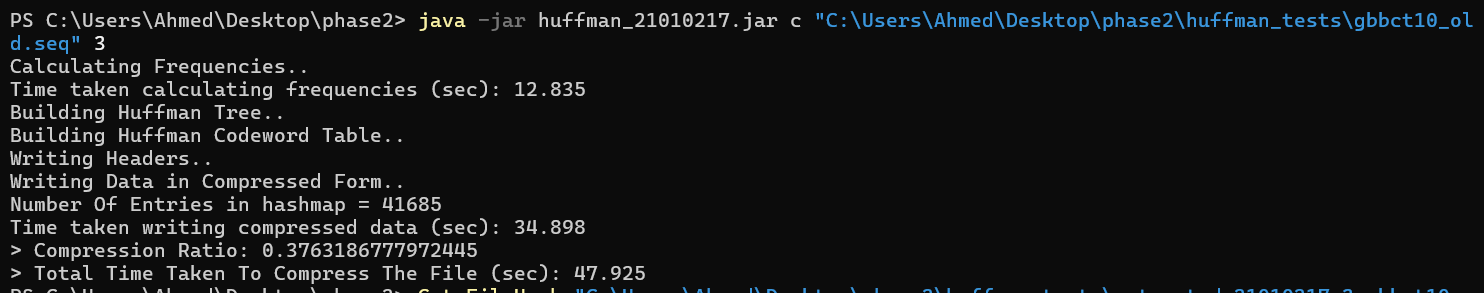 PS C:\Users\Ahmed\Desktop\phase2> java -jar huffman_21010217.jar c "C:\Users\Ahmed\Desktop\phase2\huffman_tests\gbbct10_ol
d.seq" 3
Calculating Frequencies..
Time taken calculating frequencies (sec): 12.835
Building Huffman Tree..
Building Huffman Codeword Table..
Writing Headers..
Writing Data in Compressed Form..
Number Of Entries in hashmap = 41685
Time taken writing compressed data (sec): 34.898
> Compression Ratio: 0.3763186777972445
> Total Time Taken To Compress The File (sec): 47.925